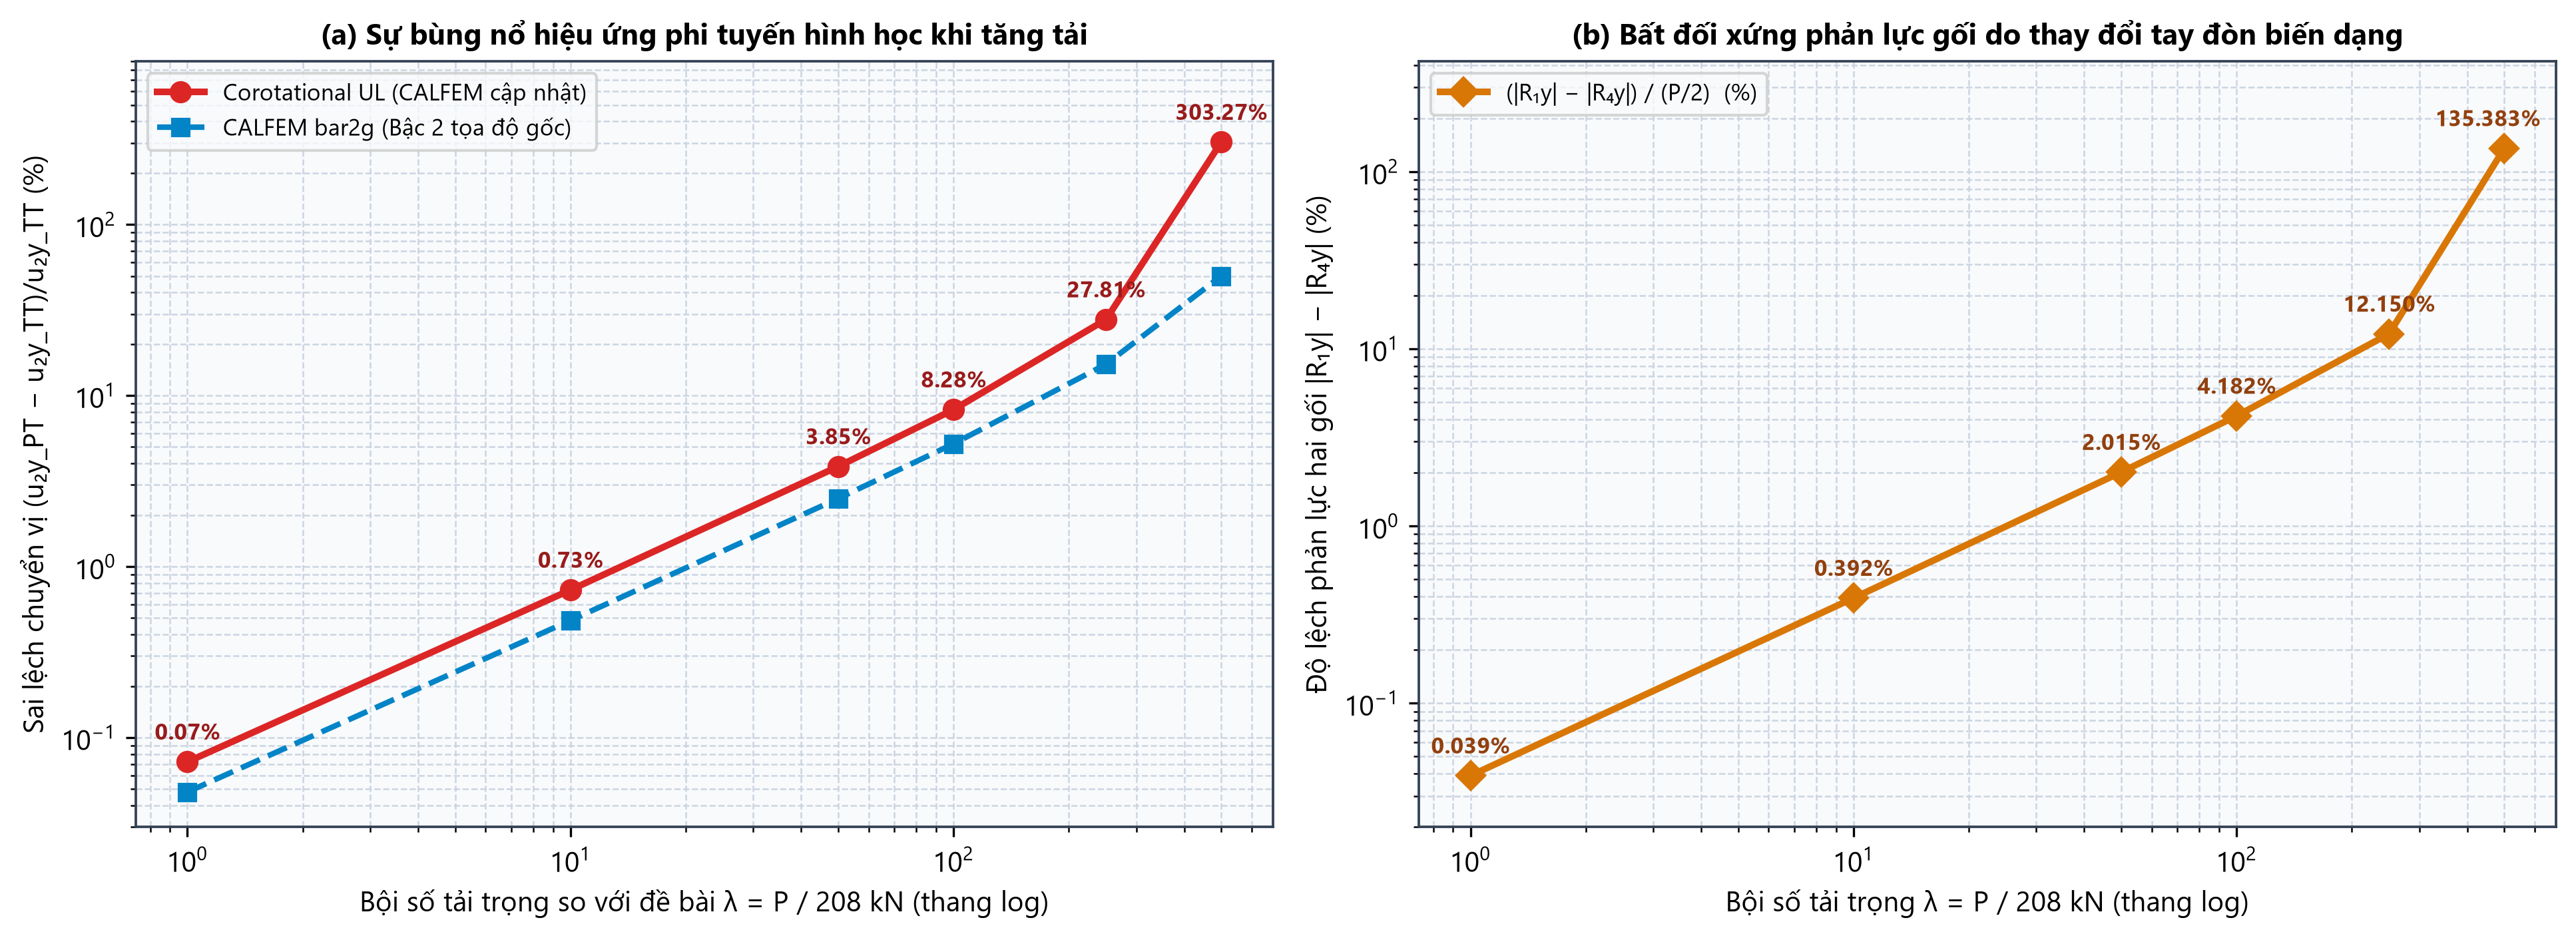 (a) Sự bùng nổ hiệu ứng phi tuyến hình học khi tăng tải
Sai lệch chuyển vị (u₂y_PT − u₂y_TT)/u₂y_TT (%)
Corotational UL (CALFEM cập nhật)
CALFEM bar2g (Bậc 2 tọa độ gốc)
303.27%
27.81%
8.28%
3.85%
0.73%
0.07%
10²
10¹
10⁰
10⁻¹
10⁰ 10¹ 10²
Bội số tải trọng so với đề bài λ = P / 208 kN (thang log)
(b) Bất đối xứng phản lực gối do thay đổi tay đòn biến dạng
Độ lệch phản lực hai gối |R₁y| − |R₄y| (%)
(|R₁y| − |R₄y|) / (P/2) (%)
135.383%
12.150%
4.182%
2.015%
0.392%
0.039%
10²
10¹
10⁰
10⁻¹
10⁰ 10¹ 10²
Bội số tải trọng λ = P / 208 kN (thang log)